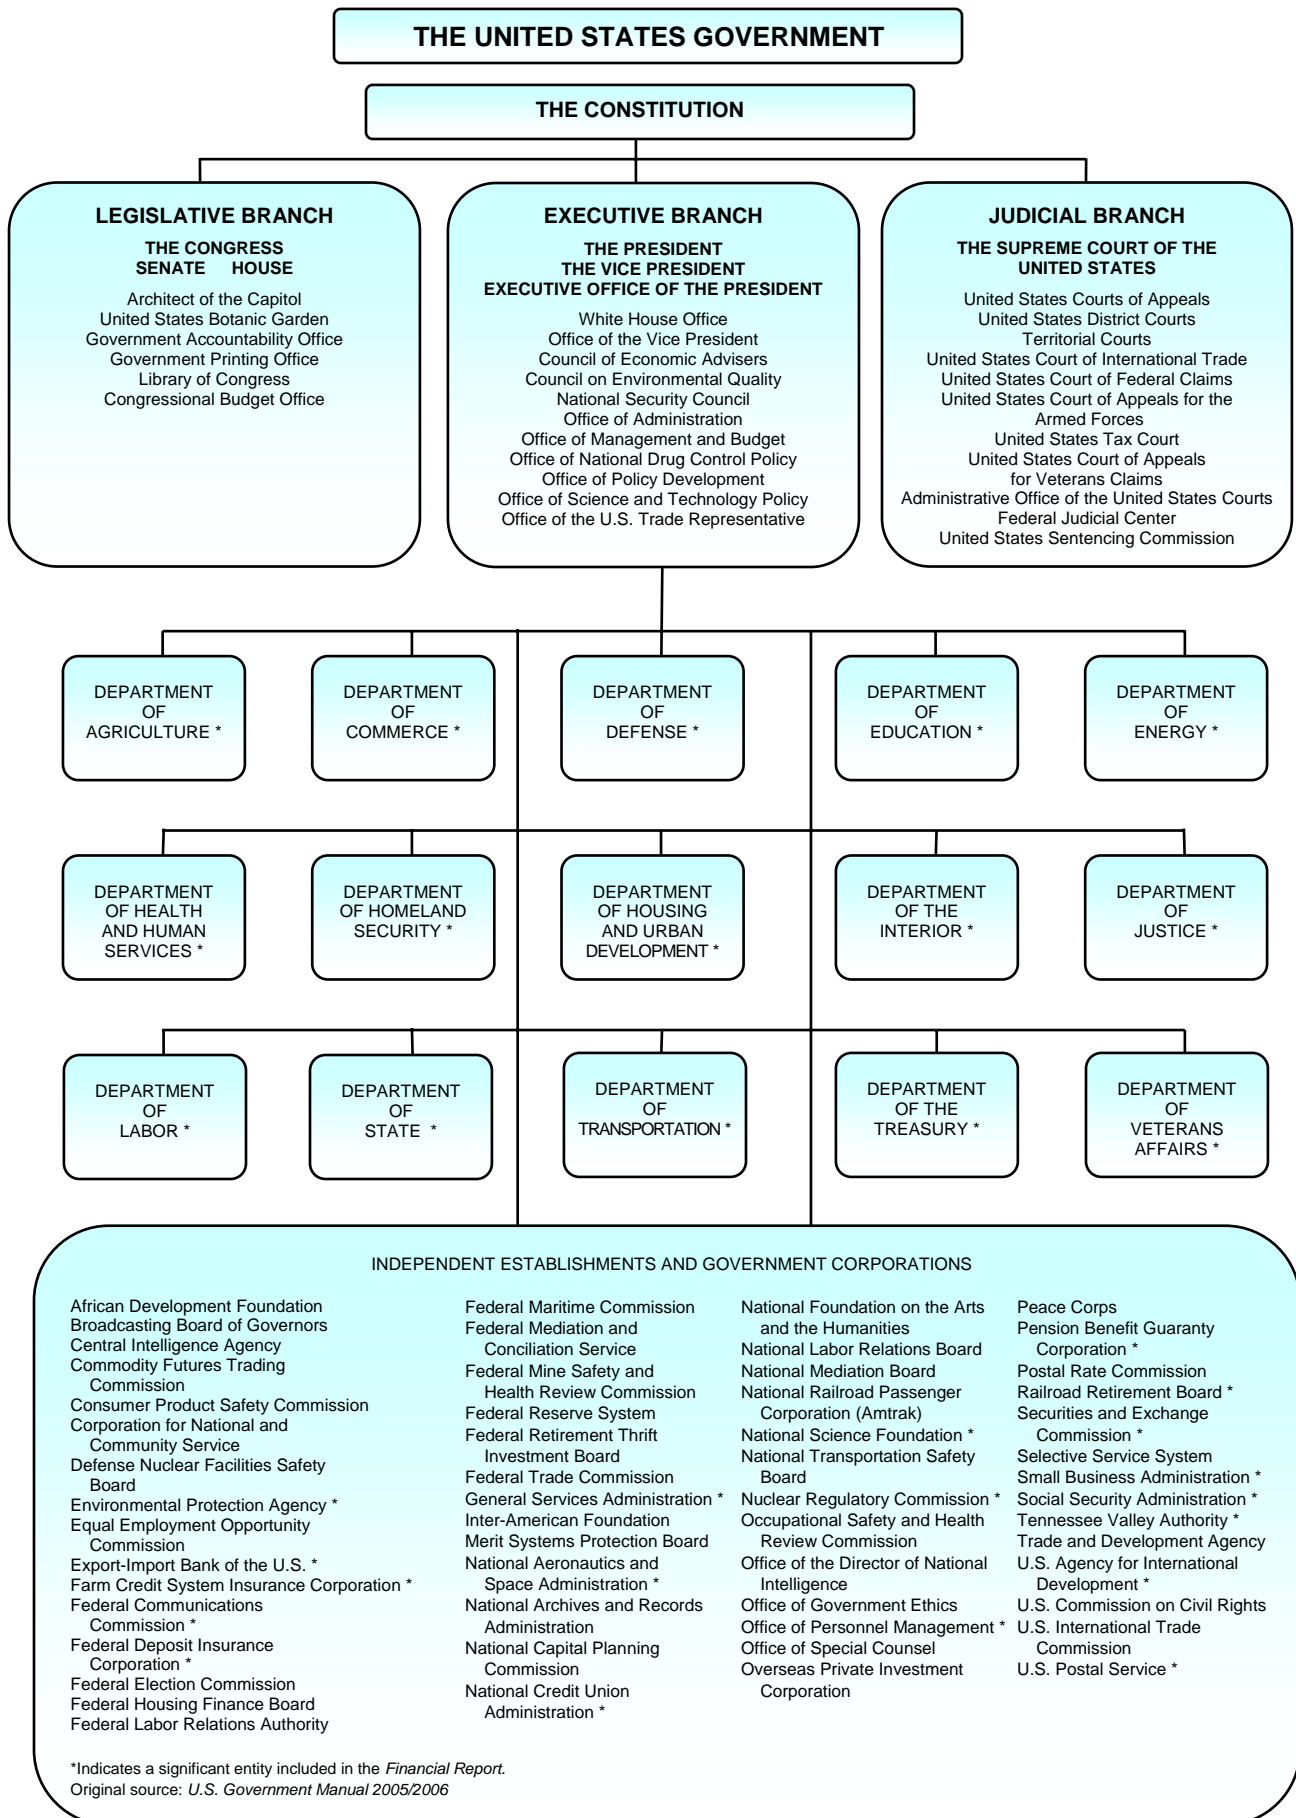 THE UNITED STATES GOVERNMENT
THE CONSTITUTION
LEGISLATIVE BRANCH
THE CONGRESS
SENATE HOUSE
Architect of the Capitol
United States Botanic Garden
Government Accountability Office
Government Printing Office
Library of Congress
Congressional Budget Office
EXECUTIVE BRANCH
THE PRESIDENT
THE VICE PRESIDENT
EXECUTIVE OFFICE OF THE PRESIDENT
White House Office
Office of the Vice President
Council of Economic Advisers
Council on Environmental Quality
National Security Council
Office of Administration
Office of Management and Budget
Office of National Drug Control Policy
Office of Policy Development
Office of Science and Technology Policy
Office of the U.S. Trade Representative
JUDICIAL BRANCH
THE SUPREME COURT OF THE
UNITED STATES
United States Courts of Appeals
United States District Courts
Territorial Courts
United States Court of International Trade
United States Court of Federal Claims
United States Court of Appeals for the
Armed Forces
United States Tax Court
United States Court of Appeals
for Veterans Claims
Administrative Office of the United States Courts
Federal Judicial Center
United States Sentencing Commission
DEPARTMENT
OF
AGRICULTURE *
DEPARTMENT
OF
COMMERCE *
DEPARTMENT
OF
DEFENSE *
DEPARTMENT
OF
EDUCATION *
DEPARTMENT
OF
ENERGY *
DEPARTMENT
OF HEALTH
AND HUMAN
SERVICES *
DEPARTMENT
OF HOMELAND
SECURITY *
DEPARTMENT
OF HOUSING
AND URBAN
DEVELOPMENT *
DEPARTMENT
OF THE
INTERIOR *
DEPARTMENT
OF
JUSTICE *
DEPARTMENT
OF
LABOR *
DEPARTMENT
OF
STATE *
DEPARTMENT
OF
TRANSPORTATION *
DEPARTMENT
OF THE
TREASURY *
DEPARTMENT
OF
VETERANS
AFFAIRS *
INDEPENDENT ESTABLISHMENTS AND GOVERNMENT CORPORATIONS
African Development Foundation
Broadcasting Board of Governors
Central Intelligence Agency
Commodity Futures Trading
Commission
Consumer Product Safety Commission
Corporation for National and
Community Service
Defense Nuclear Facilities Safety
Board
Environmental Protection Agency *
Equal Employment Opportunity
Commission
Export-Import Bank of the U.S. *
Farm Credit System Insurance Corporation *
Federal Communications
Commission *
Federal Deposit Insurance
Corporation *
Federal Election Commission
Federal Housing Finance Board
Federal Labor Relations Authority
Federal Maritime Commission
Federal Mediation and
Conciliation Service
Federal Mine Safety and
Health Review Commission
Federal Reserve System
Federal Retirement Thrift
Investment Board
Federal Trade Commission
General Services Administration *
Inter-American Foundation
Merit Systems Protection Board
National Aeronautics and
Space Administration *
National Archives and Records
Administration
National Capital Planning
Commission
National Credit Union
Administration *
National Foundation on the Arts
and the Humanities
National Labor Relations Board
National Mediation Board
National Railroad Passenger
Corporation (Amtrak)
National Science Foundation *
National Transportation Safety
Board
Nuclear Regulatory Commission *
Occupational Safety and Health
Review Commission
Office of the Director of National
Intelligence
Office of Government Ethics
Office of Personnel Management *
Office of Special Counsel
Overseas Private Investment
Corporation
Peace Corps
Pension Benefit Guaranty
Corporation *
Postal Rate Commission
Railroad Retirement Board *
Securities and Exchange
Commission *
Selective Service System
Small Business Administration *
Social Security Administration *
Tennessee Valley Authority *
Trade and Development Agency
U.S. Agency for International
Development *
U.S. Commission on Civil Rights
U.S. International Trade
Commission
U.S. Postal Service *
*Indicates a significant entity included in the Financial Report.
Original source: U.S. Government Manual 2005/2006